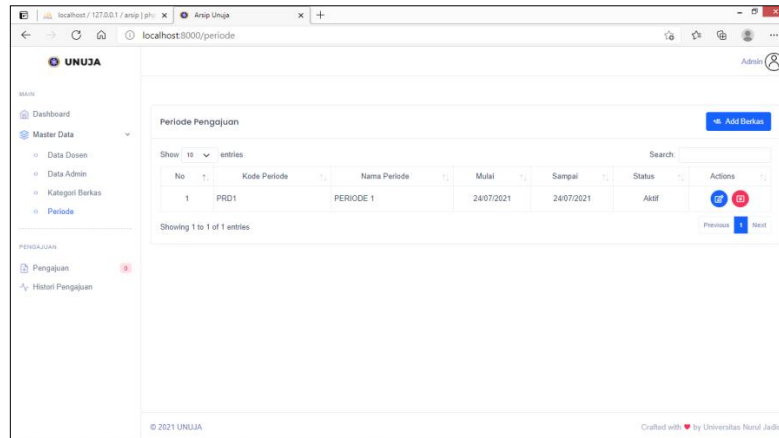 localhost / 127.0.0.1 / arsip | ph
Arsip Unuja
localhost:8000/periode
UNUJA
Admin
MAIN
Dashboard
Master Data
Data Dosen
Data Admin
Kategori Berkas
Periode
PENGAJUAN
Pengajuan 0
Histori Pengajuan
Periode Pengajuan
Add Berkas
Show 10 entries
Search:
No Kode Periode Nama Periode Mulai Sampai Status Actions
1 PRD1 PERIODE 1 24/07/2021 24/07/2021 Aktif
Showing 1 to 1 of 1 entries
Previous 1 Next
© 2021 UNUJA
Crafted with ♥ by Universitas Nurul Jadid